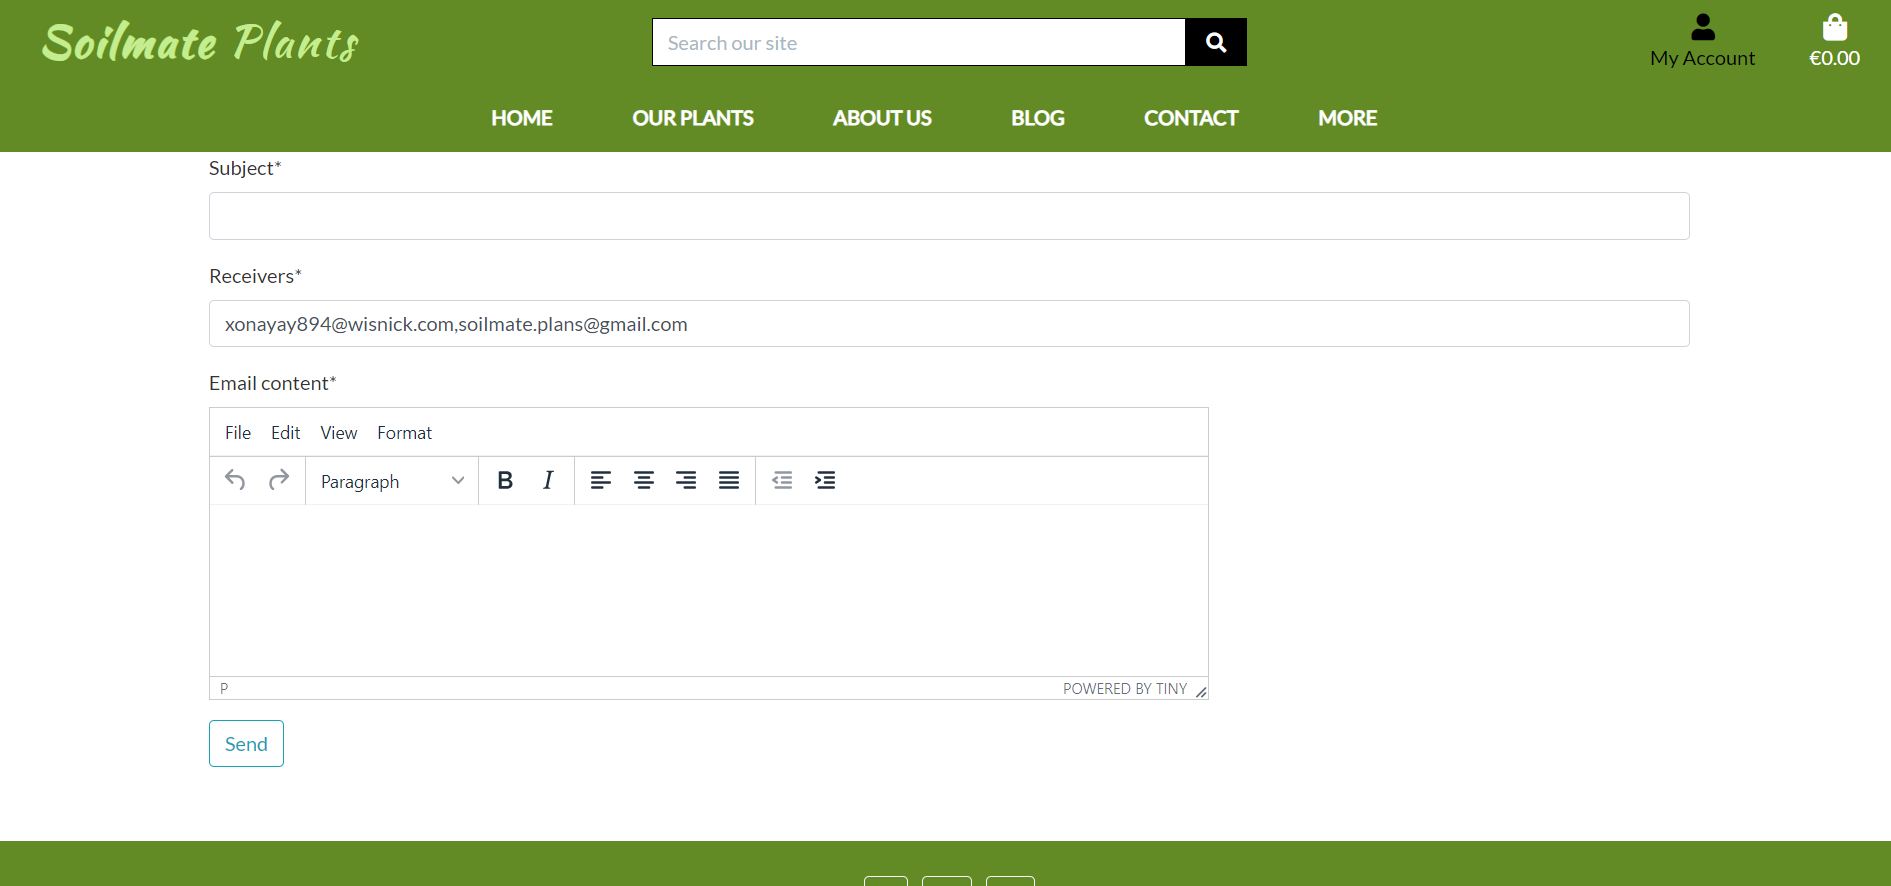 Soilmate Plants
Search our site
My Account
€0.00
HOME OUR PLANTS ABOUT US BLOG CONTACT MORE
Subject*
Receivers*
xonayay894@wisnick.com,soilmate.plans@gmail.com
Email content*
File Edit View Format
Paragraph B I
P POWERED BY TINY
Send